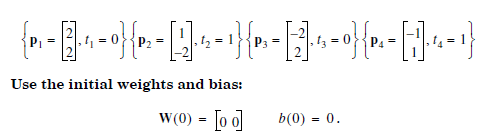 {p₁ = [2 2], t₁ = 0} {p₂ = [1 -2], t₂ = 1} {p₃ = [-2 2], t₃ = 0} {p₄ = [-1 1], t₄ = 1}
Use the initial weights and bias:
W(0) = [0 0] b(0) = 0.